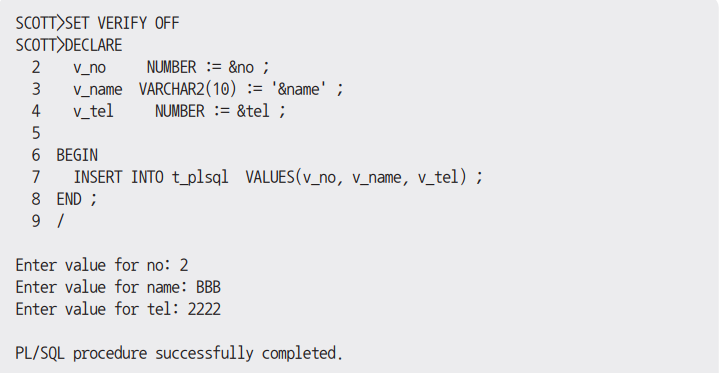 SCOTT>SET VERIFY OFF
SCOTT>DECLARE
2 v_no NUMBER := &no ;
3 v_name VARCHAR2(10) := '&name' ;
4 v_tel NUMBER := &tel ;
5
6 BEGIN
7 INSERT INTO t_plsql VALUES(v_no, v_name, v_tel) ;
8 END ;
9 /
Enter value for no: 2
Enter value for name: BBB
Enter value for tel: 2222
PL/SQL procedure successfully completed.